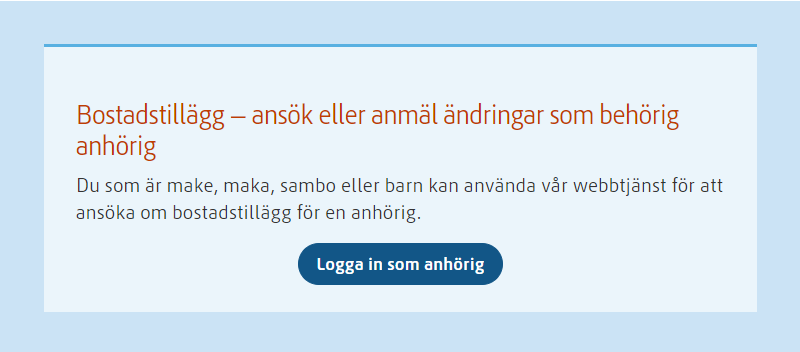 Bostadstillägg – ansök eller anmäl ändringar som behörig
anhörig
Du som är make, maka, sambo eller barn kan använda vår webbtjänst för att
ansöka om bostadstillägg för en anhörig.
Logga in som anhörig